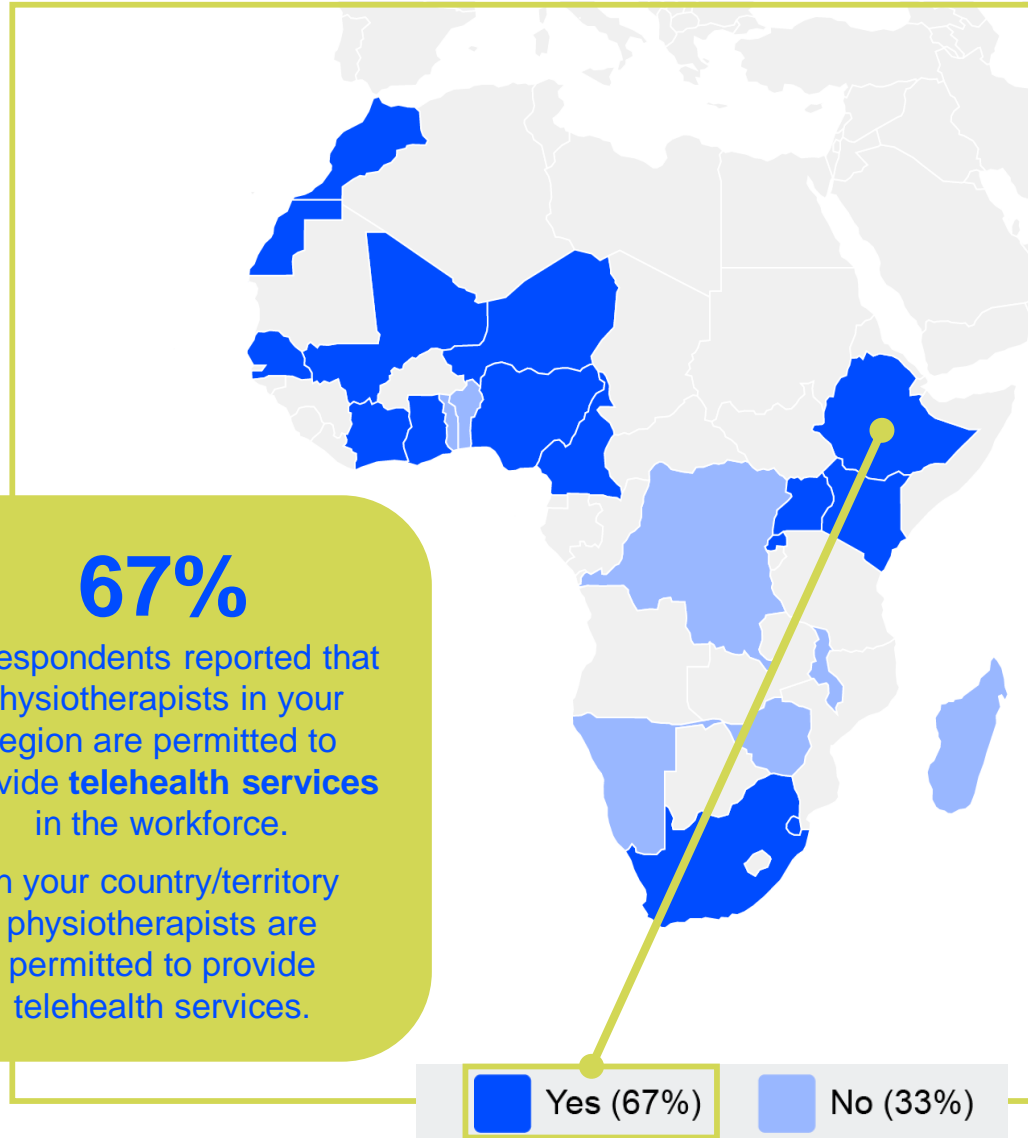 67%
espondents reported that
hysiotherapists in your
egion are permitted to
vide telehealth services
in the workforce.
n your country/territory
physiotherapists are
permitted to provide
telehealth services.
Yes (67%)
No (33%)